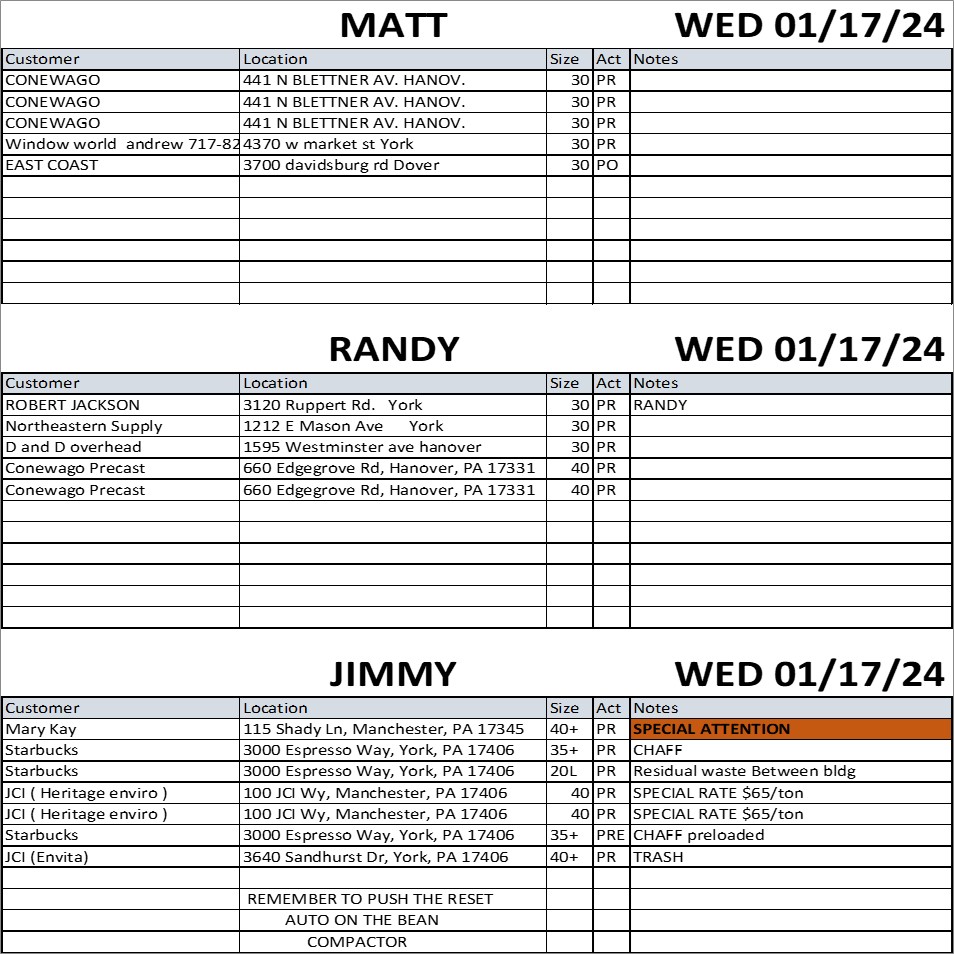 MATT WED 01/17/24
Customer Location Size Act Notes
CONEWAGO 441 N BLETTNER AV. HANOV. 30 PR
CONEWAGO 441 N BLETTNER AV. HANOV. 30 PR
CONEWAGO 441 N BLETTNER AV. HANOV. 30 PR
Window world andrew 717-82 4370 w market st York 30 PR
EAST COAST 3700 davidsburg rd Dover 30 PO
RANDY WED 01/17/24
Customer Location Size Act Notes
ROBERT JACKSON 3120 Ruppert Rd. York 30 PR RANDY
Northeastern Supply 1212 E Mason Ave York 30 PR
D and D overhead 1595 Westminster ave hanover 30 PR
Conewago Precast 660 Edgegrove Rd, Hanover, PA 17331 40 PR
Conewago Precast 660 Edgegrove Rd, Hanover, PA 17331 40 PR
JIMMY WED 01/17/24
Customer Location Size Act Notes
Mary Kay 115 Shady Ln, Manchester, PA 17345 40+ PR SPECIAL ATTENTION
Starbucks 3000 Espresso Way, York, PA 17406 35+ PR CHAFF
Starbucks 3000 Espresso Way, York, PA 17406 20L PR Residual waste Between bldg
JCI ( Heritage enviro ) 100 JCI Wy, Manchester, PA 17406 40 PR SPECIAL RATE $65/ton
JCI ( Heritage enviro ) 100 JCI Wy, Manchester, PA 17406 40 PR SPECIAL RATE $65/ton
Starbucks 3000 Espresso Way, York, PA 17406 35+ PRE CHAFF preloaded
JCI (Envita) 3640 Sandhurst Dr, York, PA 17406 40+ PR TRASH
REMEMBER TO PUSH THE RESET
AUTO ON THE BEAN
COMPACTOR